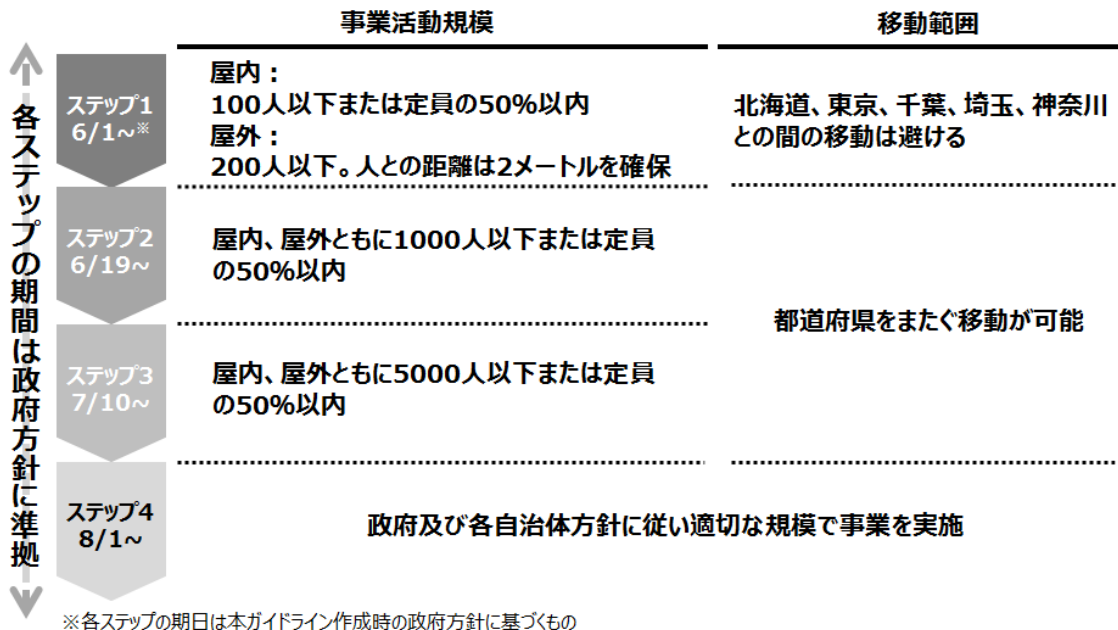 事業活動規模
移動範囲
各ステップの期間は政府方針に準拠
ステップ1
6/1~※
屋内：
100人以下または定員の50%以内
屋外：
200人以下。人との距離は2メートルを確保
北海道、東京、千葉、埼玉、神奈川
との間の移動は避ける
ステップ2
6/19~
屋内、屋外ともに1000人以下または定員
の50%以内
都道府県をまたぐ移動が可能
ステップ3
7/10~
屋内、屋外ともに5000人以下または定員
の50%以内
ステップ4
8/1~
政府及び各自治体方針に従い適切な規模で事業を実施
※各ステップの期日は本ガイドライン作成時の政府方針に基づくもの